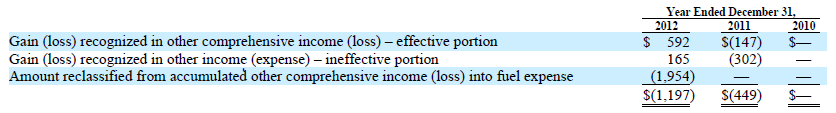 Year Ended December 31,
2012 2011 2010
Gain (loss) recognized in other comprehensive income (loss) – effective portion $ 592 $(147) $—
Gain (loss) recognized in other income (expense) – ineffective portion 165 (302) —
Amount reclassified from accumulated other comprehensive income (loss) into fuel expense (1,954) — —
$(1,197) $(449) $—